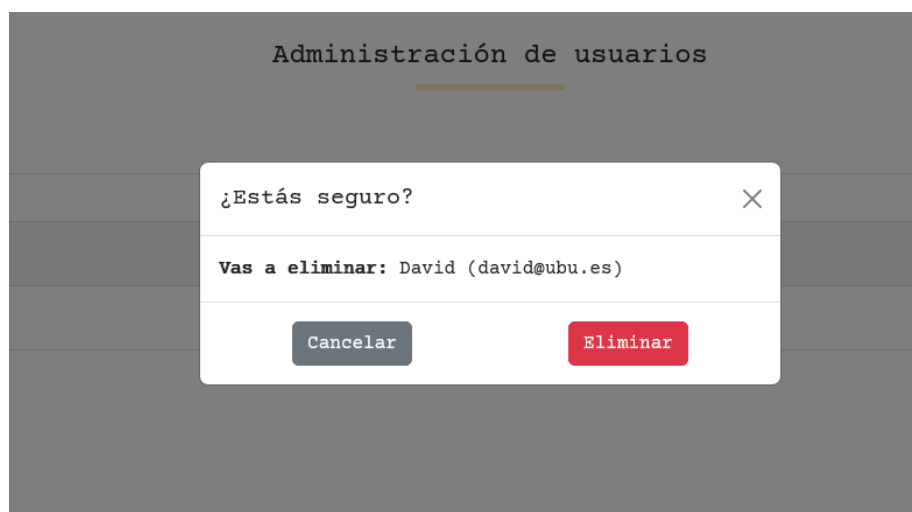 Administración de usuarios
¿Estás seguro?
Vas a eliminar: David (david@ubu.es)
Cancelar
Eliminar